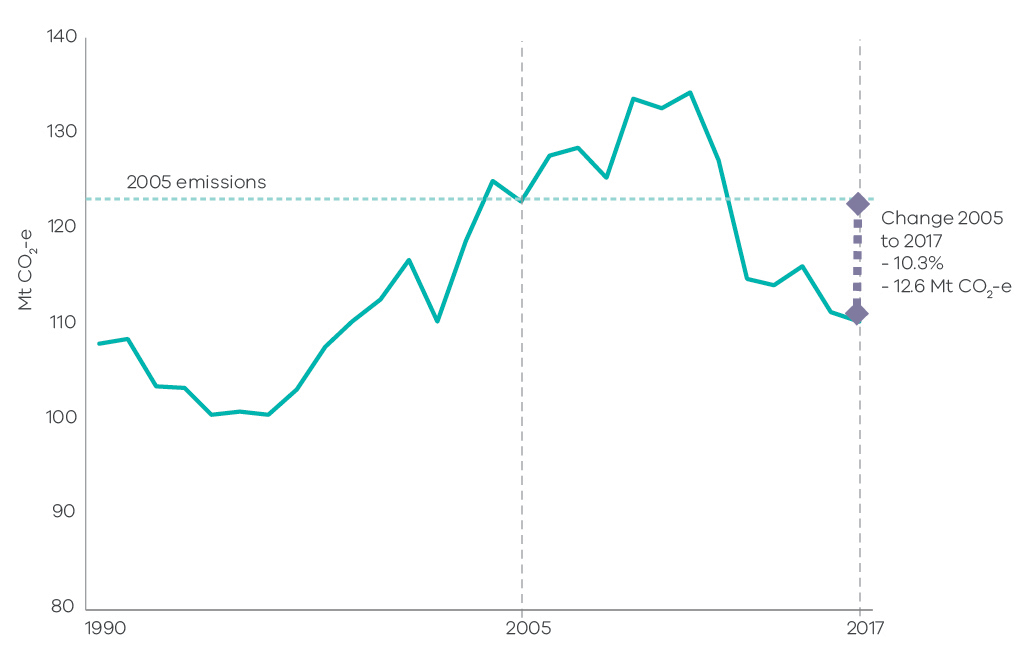 140
130
120
110
100
90
80
Mt CO₂-e
2005 emissions
Change 2005
to 2017
- 10.3%
- 12.6 Mt CO₂-e
1990
2005
2017